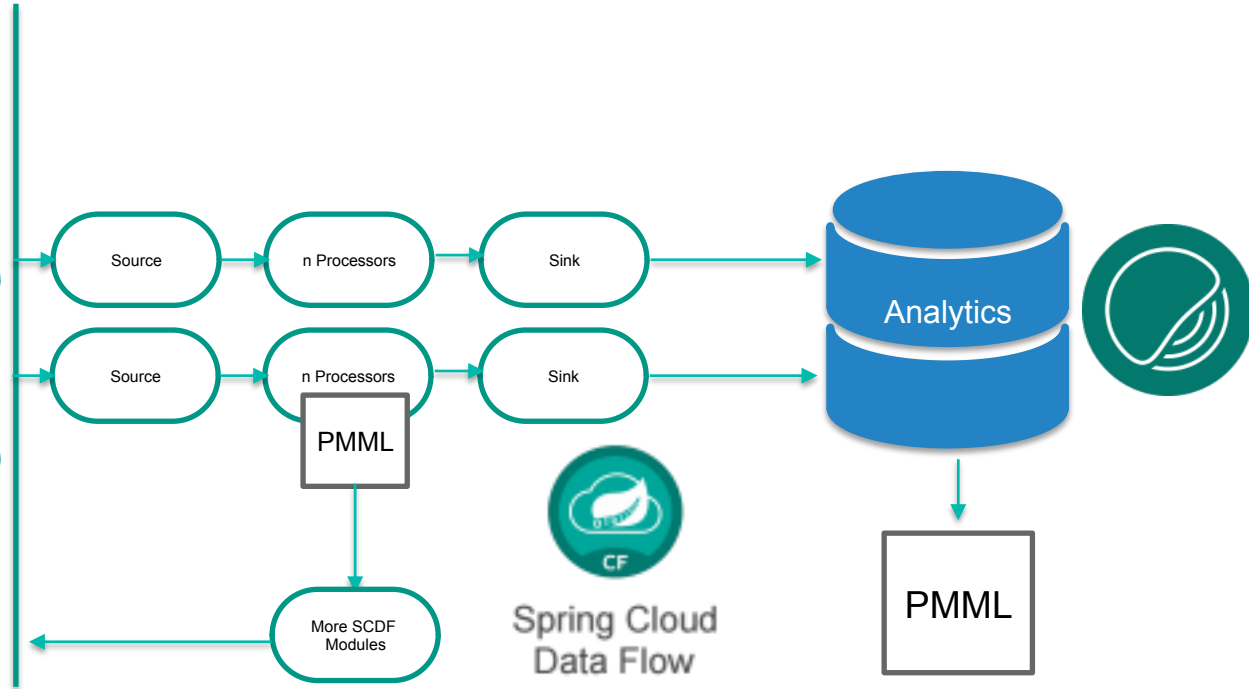 Source
n Processors
Sink
Analytics
Source
n Processors
Sink
PMML
CF
PMML
More SCDF
Modules
Spring Cloud
Data Flow